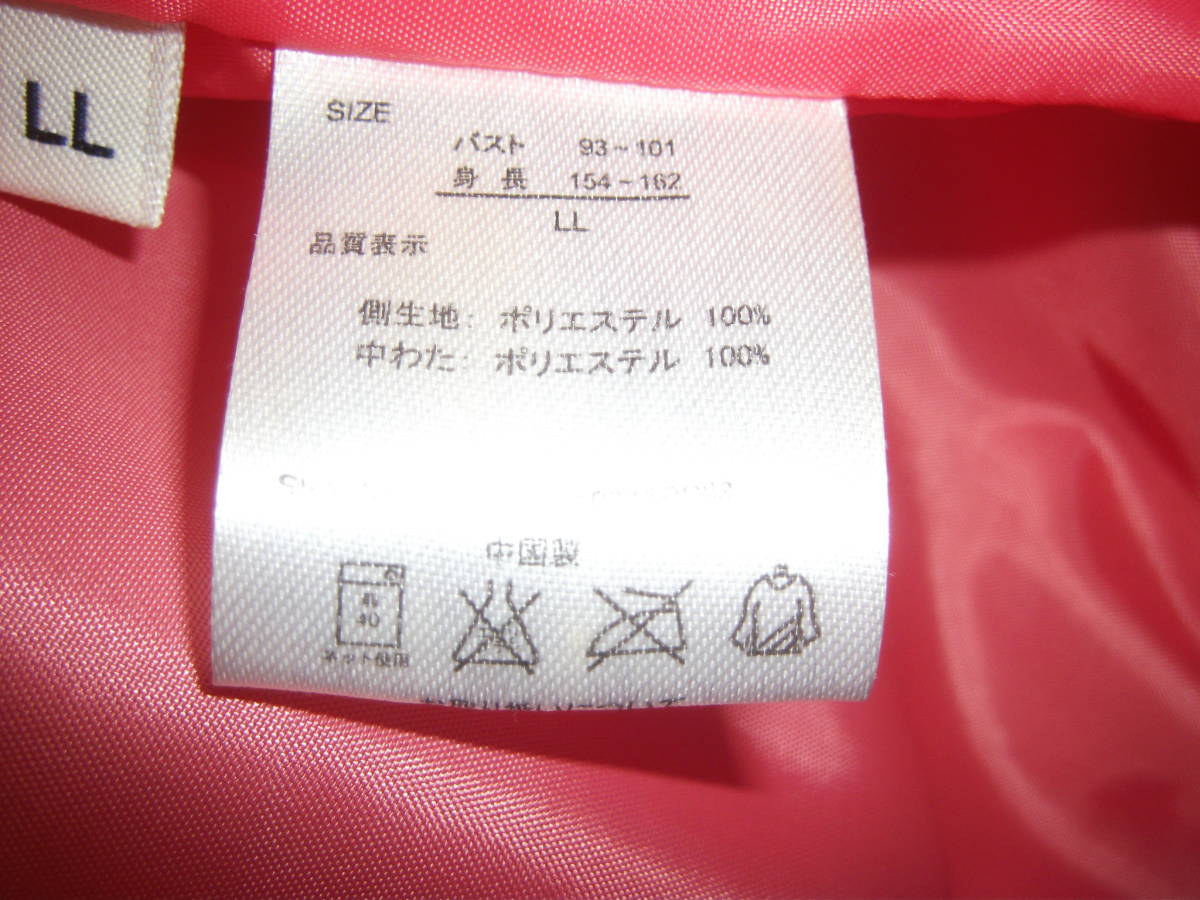 LL
SIZE
バスト 93~101
身長 154~162
LL
品質表示
側生地: ポリエステル 100%
中わた: ポリエステル 100%
中国製
弱
40
ネット使用